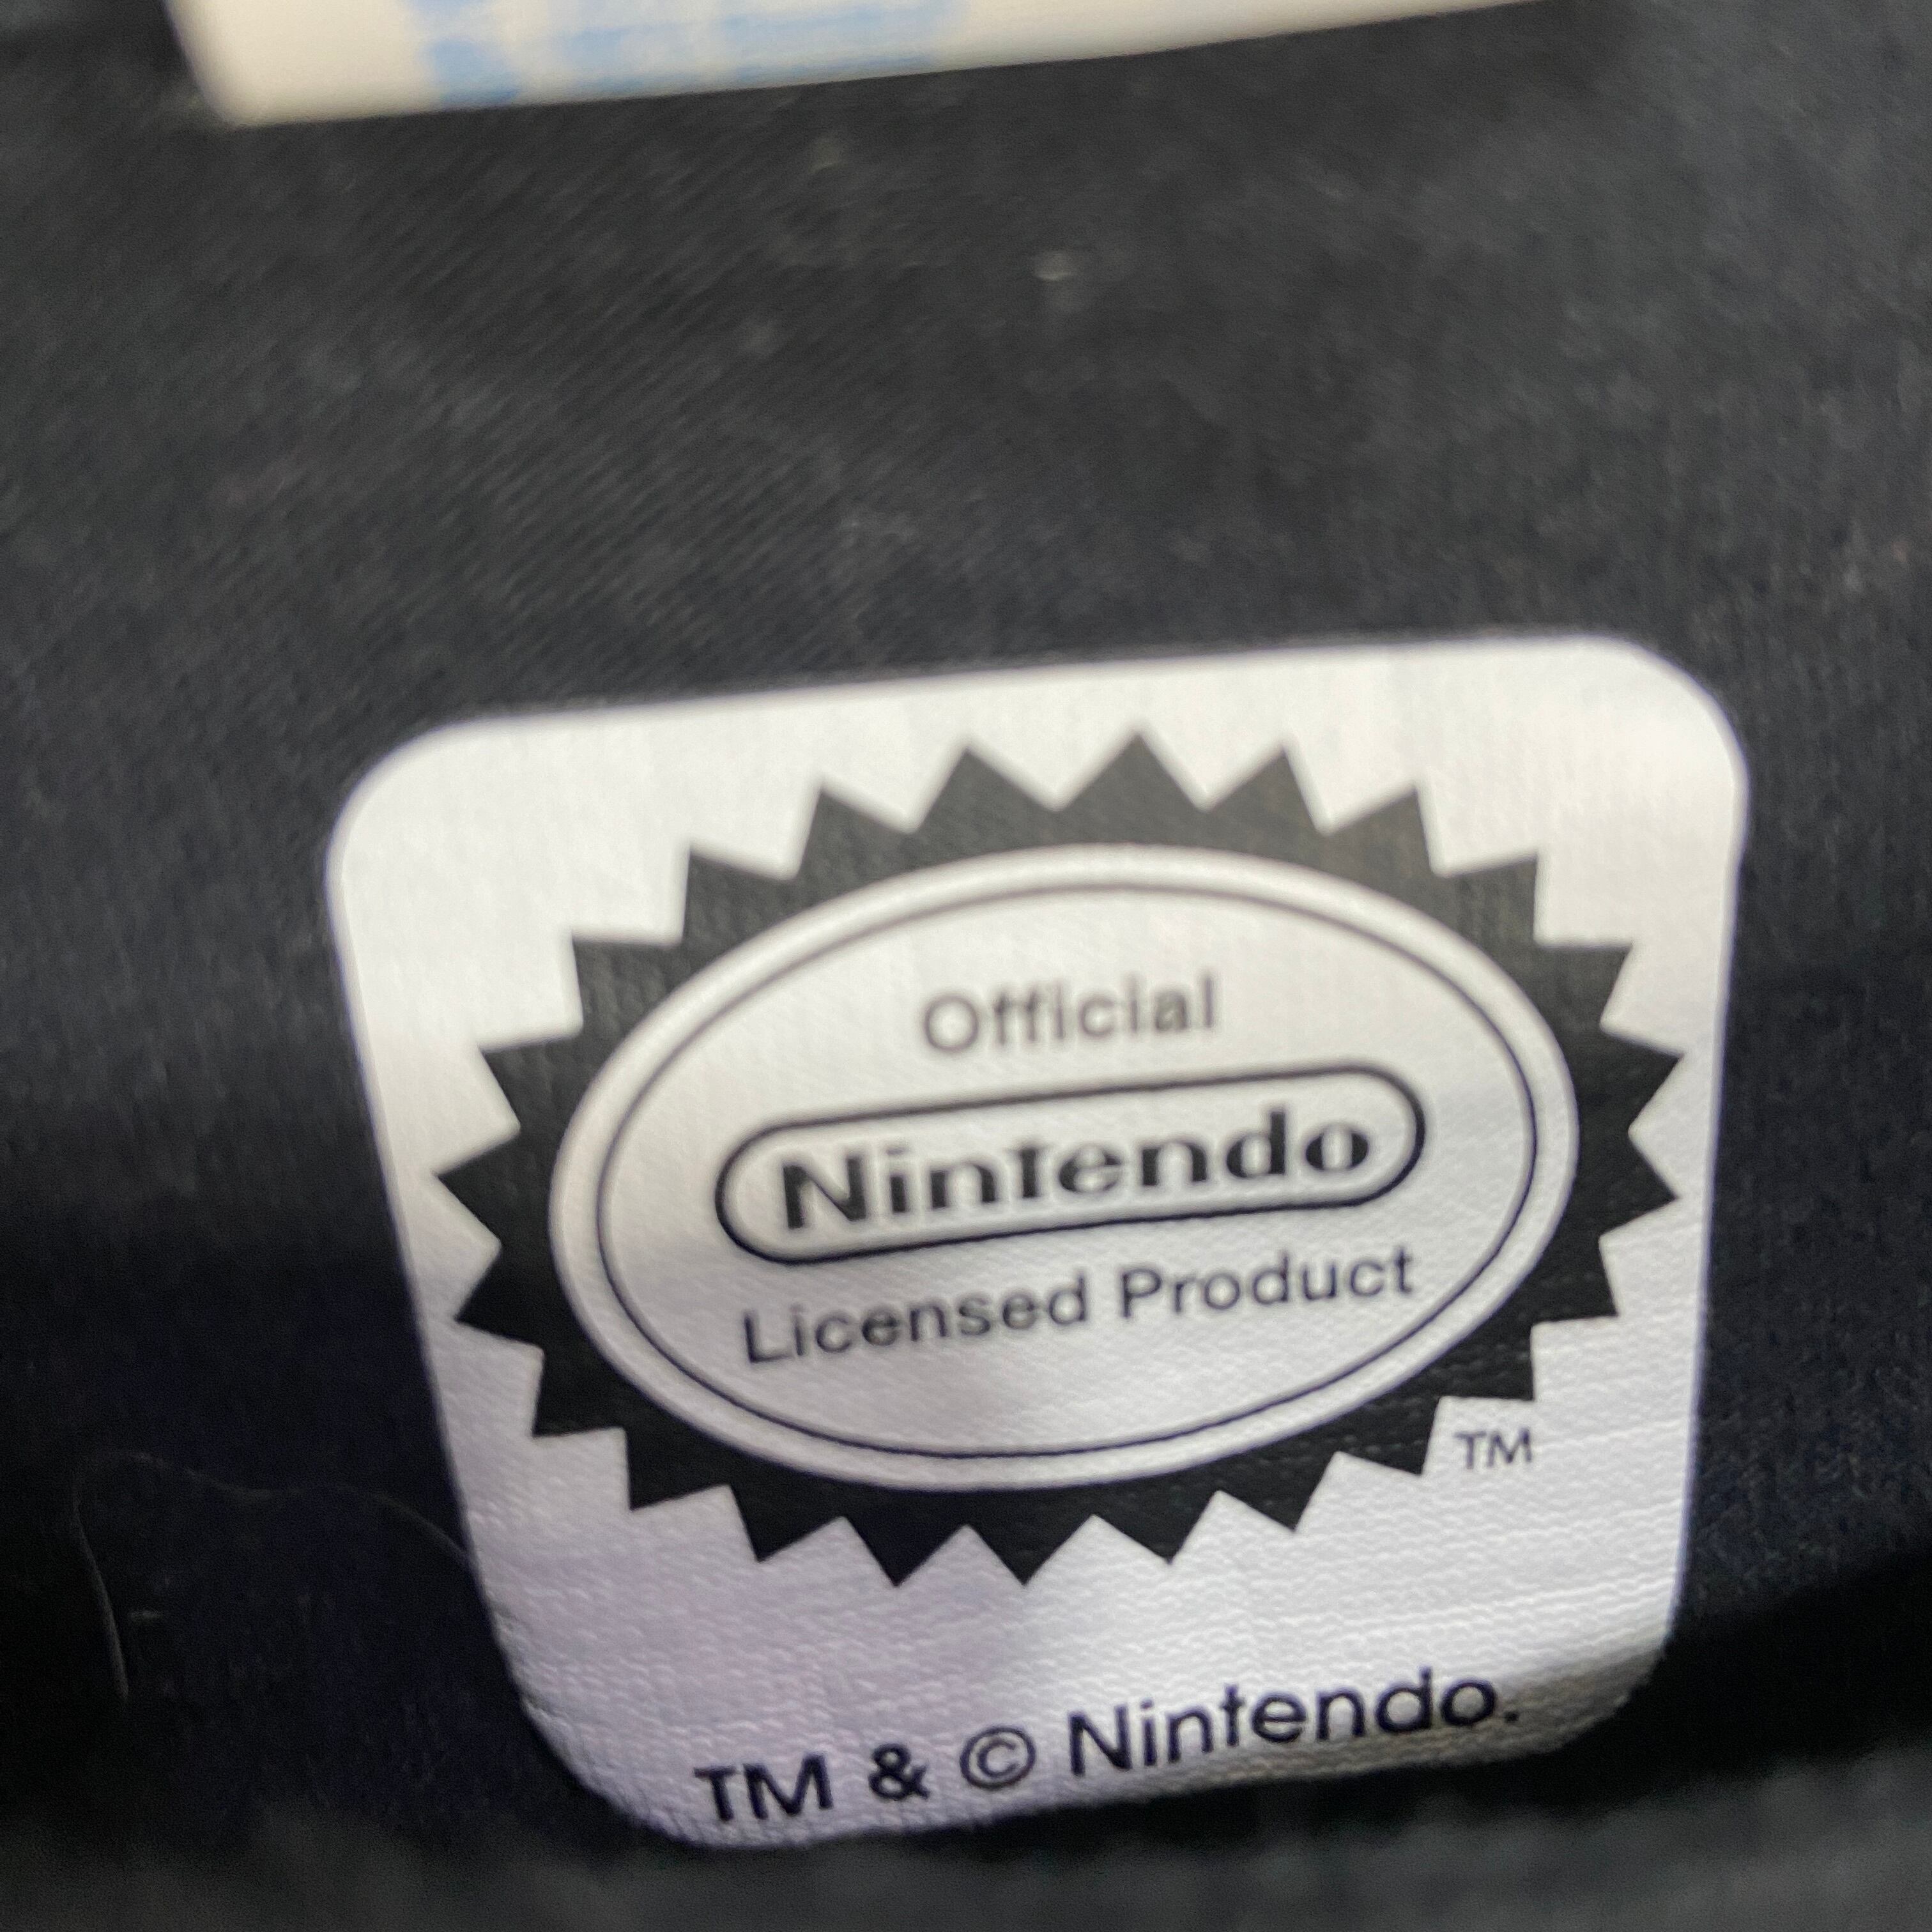 Official
Nintendo
Licensed Product
TM
TM & © Nintendo.